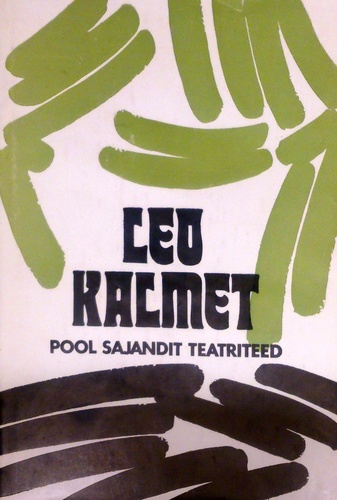 LEO
KALMET
POOL SAJANDIT TEATRITEED